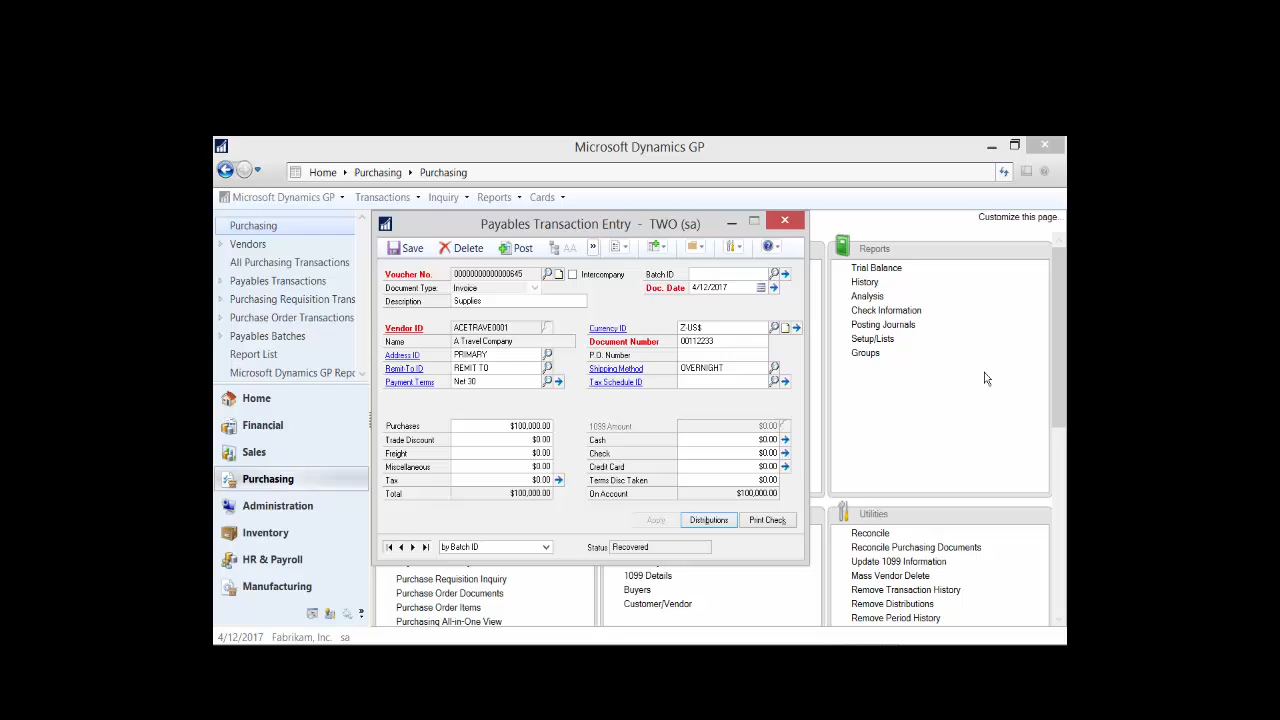 Microsoft Dynamics GP
Home Purchasing Purchasing
Microsoft Dynamics GP Transactions Inquiry Reports Cards
Customize this page...
Purchasing
Vendors
All Purchasing Transactions
Payables Transactions
Purchasing Requisition Trans
Purchase Order Transactions
Payables Batches
Report List
Microsoft Dynamics GP Repo
Home
Financial
Sales
Purchasing
Administration
Inventory
HR & Payroll
Manufacturing
Payables Transaction Entry - TWO (sa)
Save Delete Post AA
Voucher No. 00000000000000645 Intercompany Batch ID
Document Type: Invoice Doc. Date 4/12/2017
Description Supplies
Vendor ID ACETRAVE0001 Currency ID Z-US$
Name A Travel Company Document Number 00112233
Address ID PRIMARY P.O. Number
Remit-To ID REMIT TO Shipping Method OVERNIGHT
Payment Terms Net 30 Tax Schedule ID
Purchases $100,000.00 1099 Amount $0.00
Trade Discount $0.00 Cash $0.00
Freight $0.00 Check $0.00
Miscellaneous $0.00 Credit Card $0.00
Tax $0.00 Terms Disc Taken $0.00
Total $100,000.00 On Account $100,000.00
Apply Distributions Print Check
by Batch ID Status Recovered
Purchase Requisition Inquiry
Purchase Order Documents
Purchase Order Items
Purchasing All-in-One View
1099 Details
Buyers
Customer/Vendor
Reports
Trial Balance
History
Analysis
Check Information
Posting Journals
Setup/Lists
Groups
Utilities
Reconcile
Reconcile Purchasing Documents
Update 1099 Information
Mass Vendor Delete
Remove Transaction History
Remove Distributions
Remove Period History
4/12/2017 Fabrikam, Inc. sa